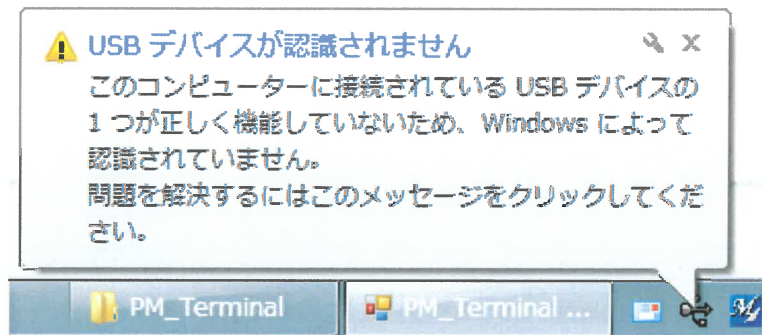 USB デバイスが認識されません
このコンピューターに接続されている USB デバイスの
1 つが正しく機能していないため、Windows によって
認識されていません。
問題を解決するにはこのメッセージをクリックしてくだ
さい。
PM_Terminal
PM_Terminal ...